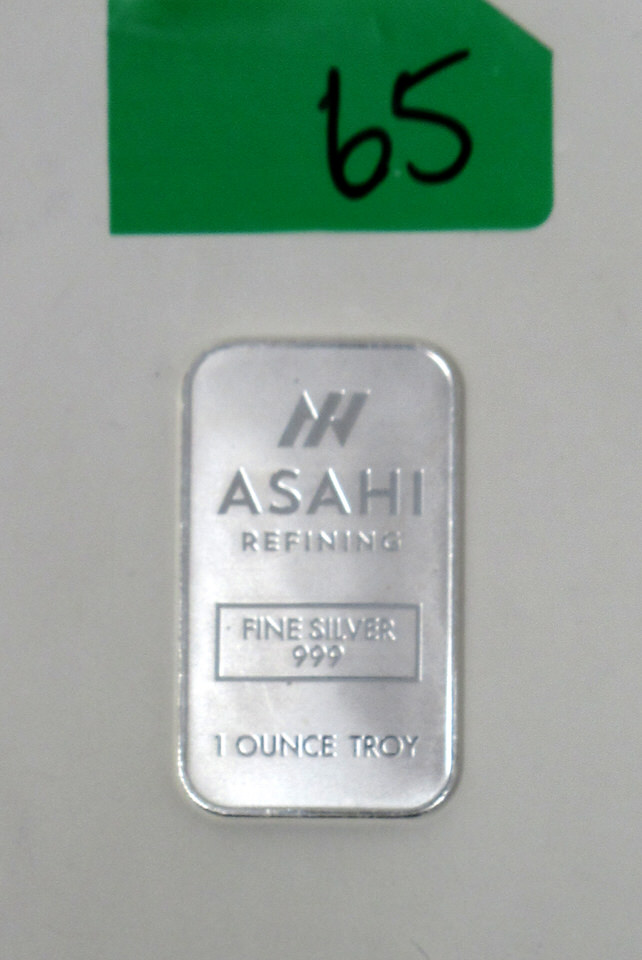 65
ASAHI
REFINING
FINE SILVER
999
1 OUNCE TROY